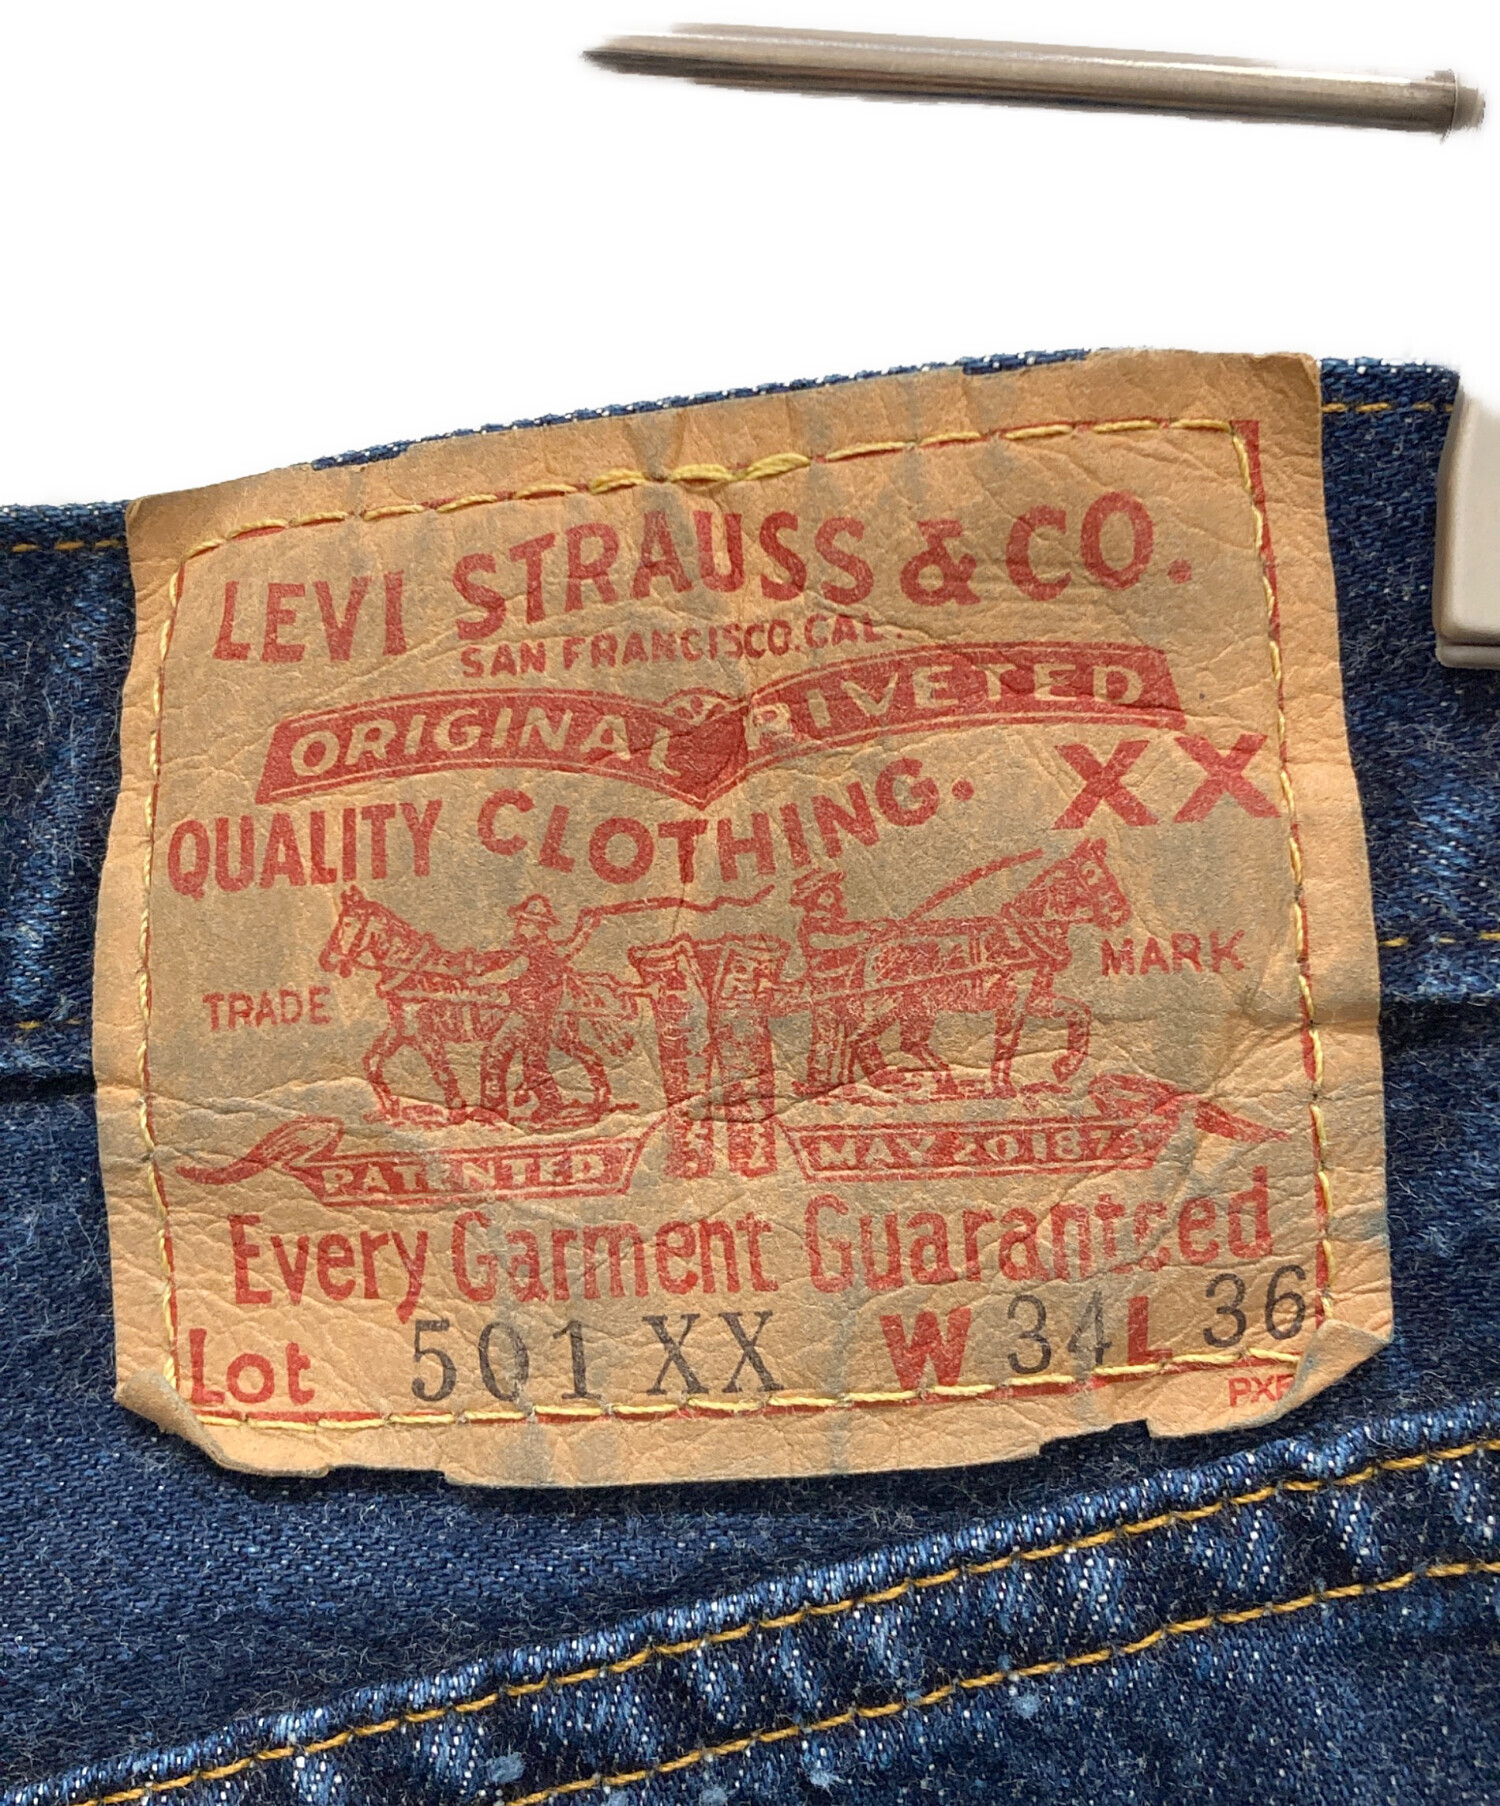 LEVI STRAUSS & CO.
SAN FRANCISCO. CAL.
ORIGINAL RIVETED
QUALITY CLOTHING. XX
TRADE MARK
PATENTED MAY 20 1873
Every Garment Guaranteed
Lot 501 XX W 34 L 36